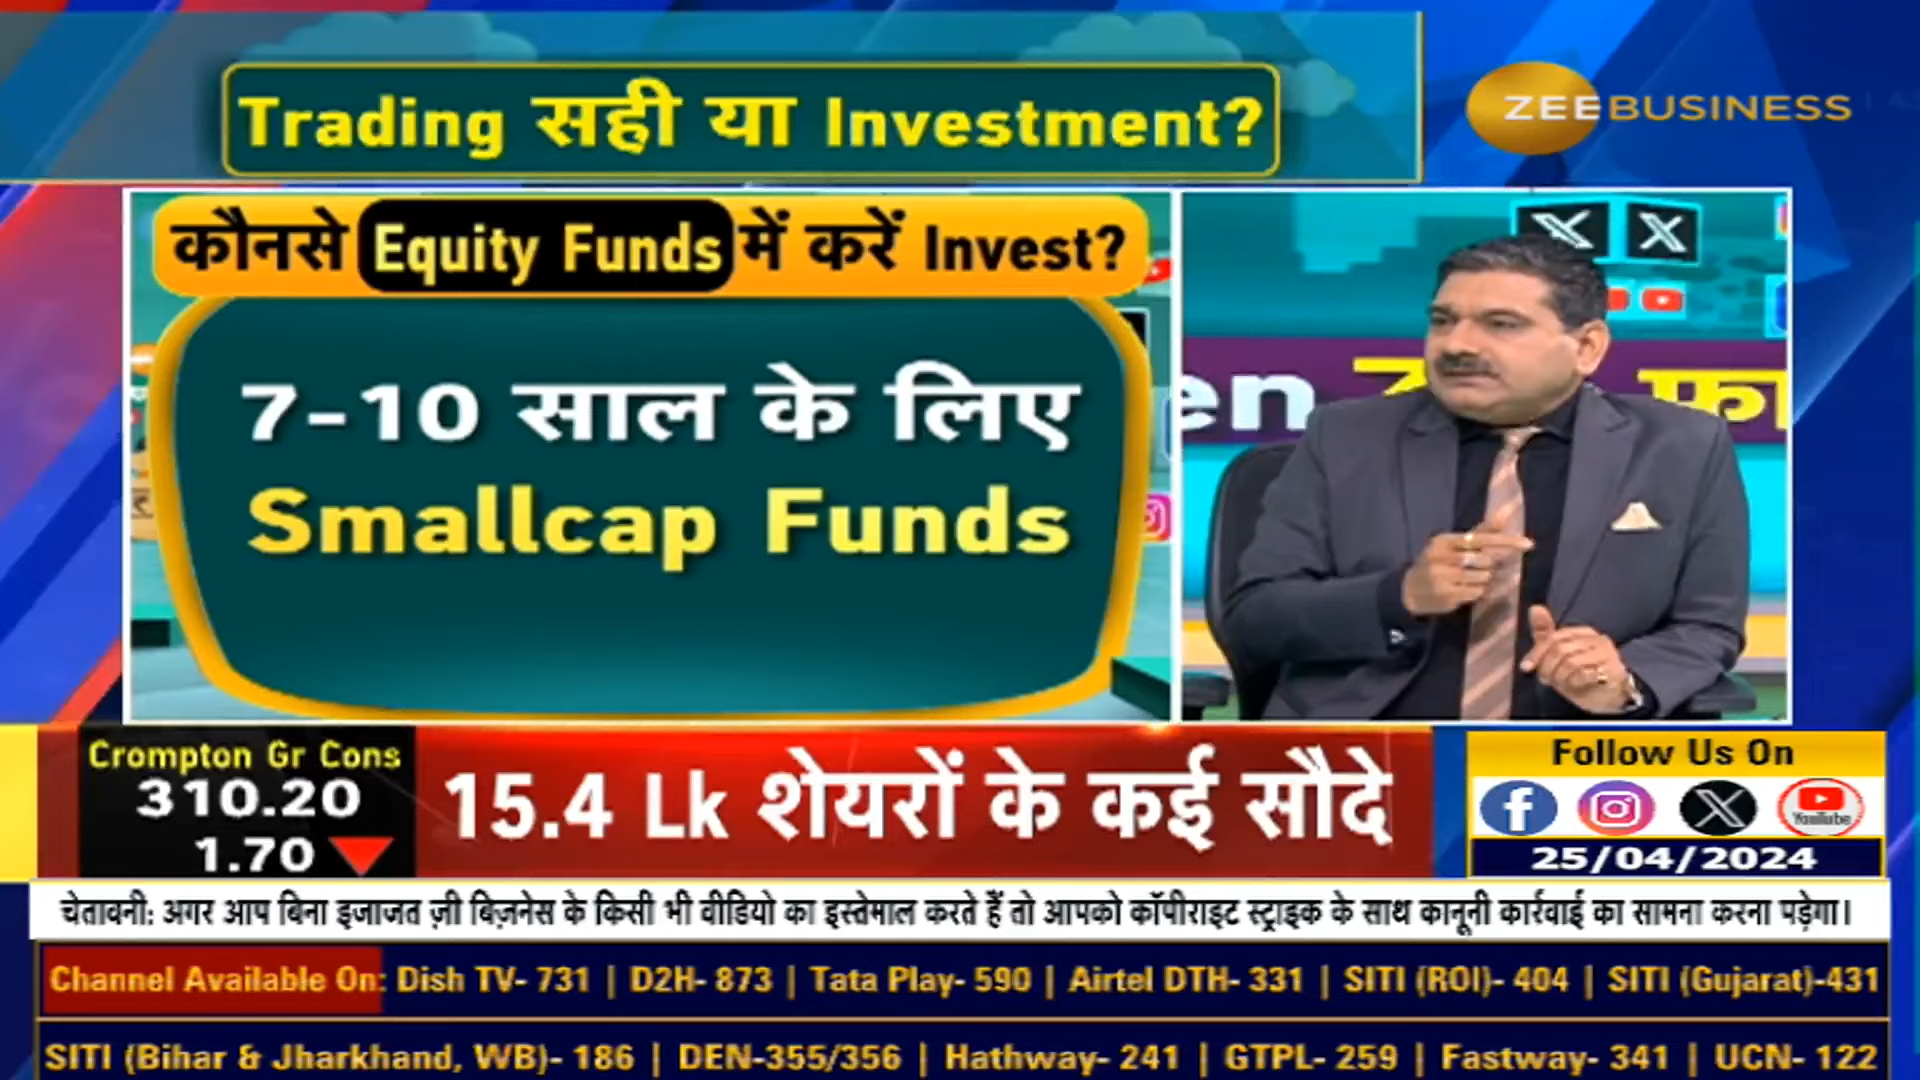 Trading सही या Investment?
ZEEBUSINESS
कौनसे Equity Funds में करें Invest?
7-10 साल के लिए
Smallcap Funds
en
Crompton Gr Cons
310.20
1.70
15.4 Lk शेयरों के कई सौदे
Follow Us On
YouTube
25/04/2024
चेतावनी: अगर आप बिना इजाजत ज़ी बिज़नेस के किसी भी वीडियो का इस्तेमाल करते हैं तो आपको कॉपीराइट स्ट्राइक के साथ कानूनी कार्रवाई का सामना करना पड़ेगा।
Channel Available On: Dish TV- 731 | D2H- 873 | Tata Play- 590 | Airtel DTH- 331 | SITI (ROI)- 404 | SITI (Gujarat)-431
SITI (Bihar & Jharkhand, WB)- 186 | DEN-355/356 | Hathway- 241 | GTPL- 259 | Fastway- 341 | UCN- 122